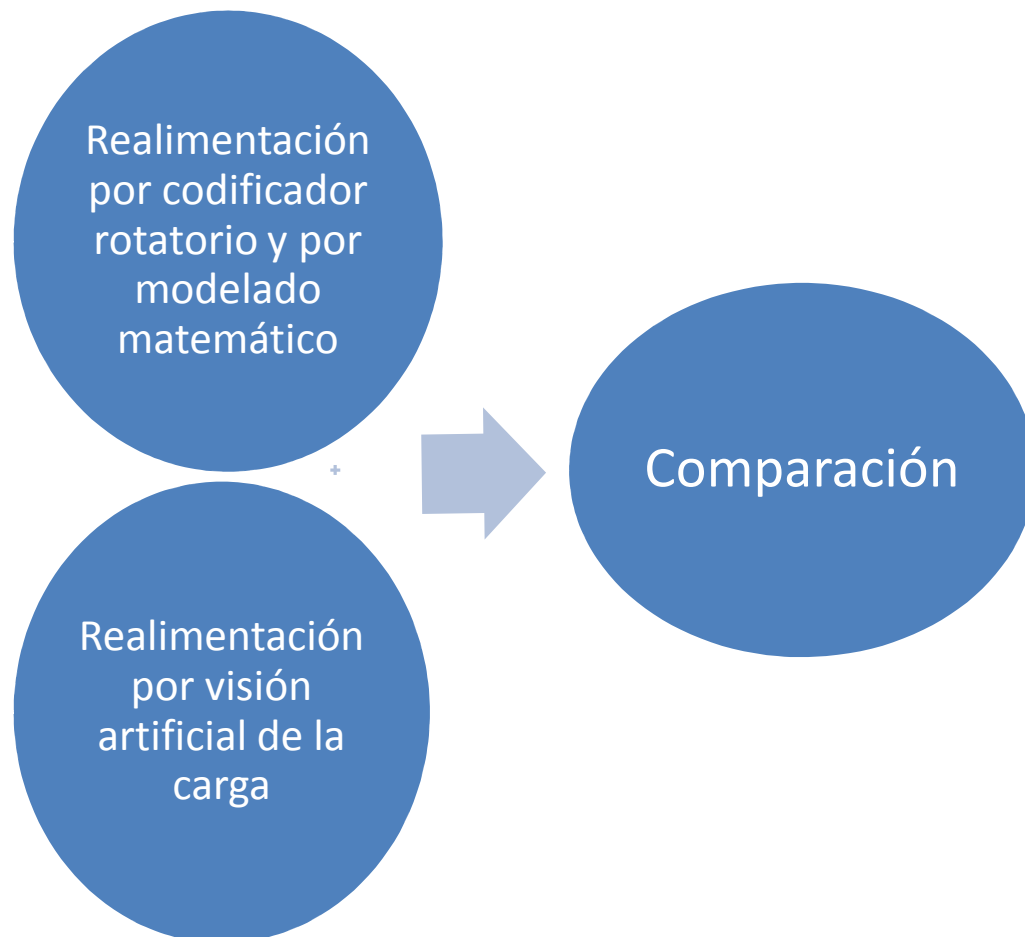 Realimentación
por codificador
rotatorio y por
modelado
matemático
Realimentación
por visión
artificial de la
carga
Comparación